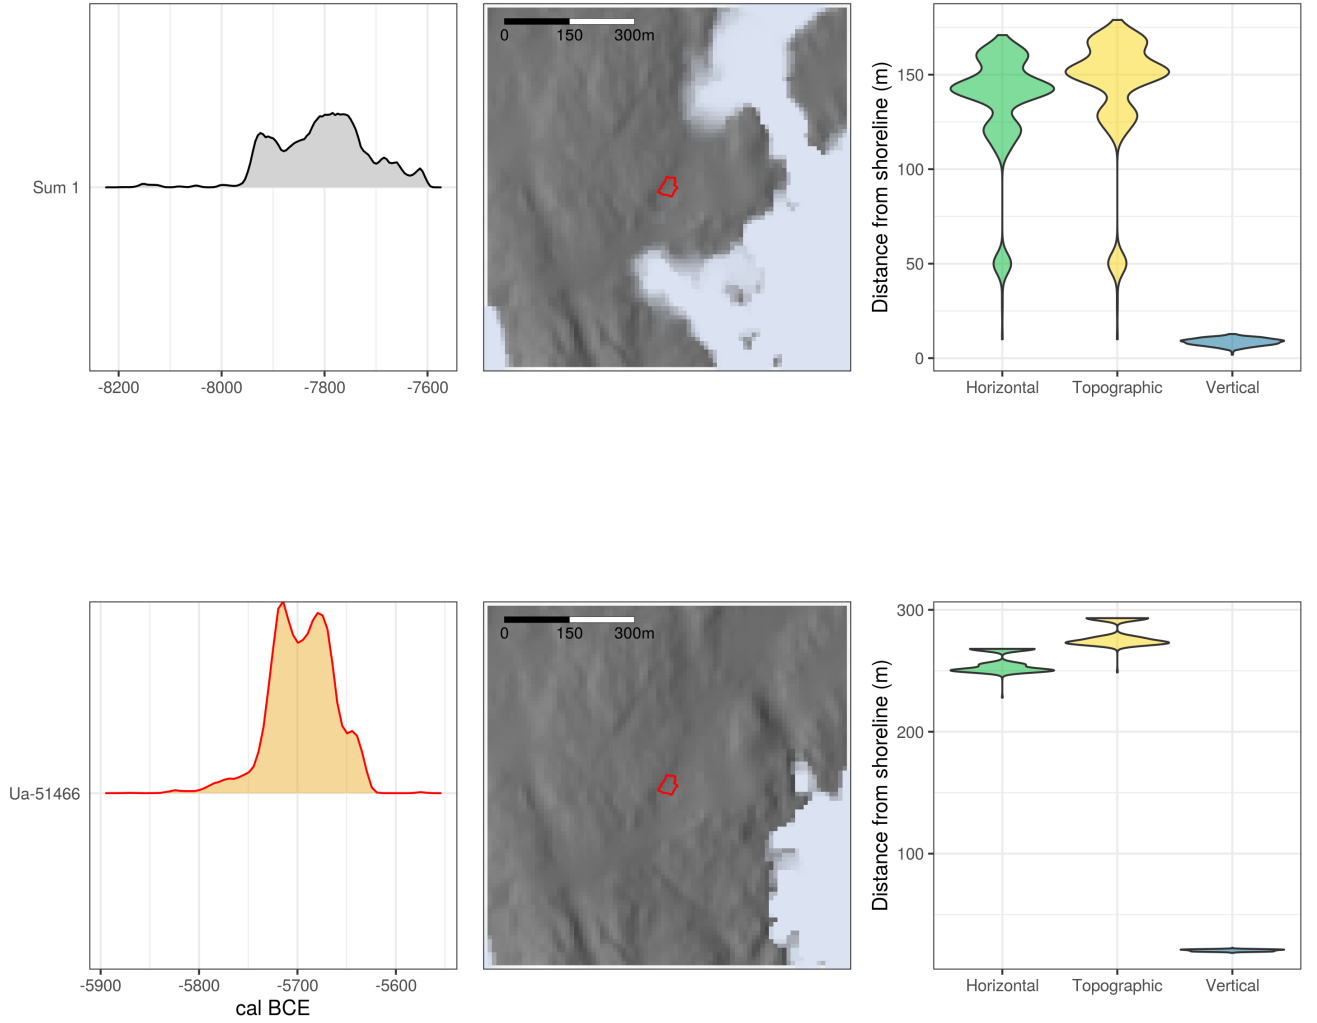 Sum 1
-8200 -8000 -7800 -7600
0 150 300m
Distance from shoreline (m)
150
100
50
0
Horizontal Topographic Vertical
Ua-51466
-5900 -5800 -5700 -5600
cal BCE
0 150 300m
Distance from shoreline (m)
300
200
100
Horizontal Topographic Vertical